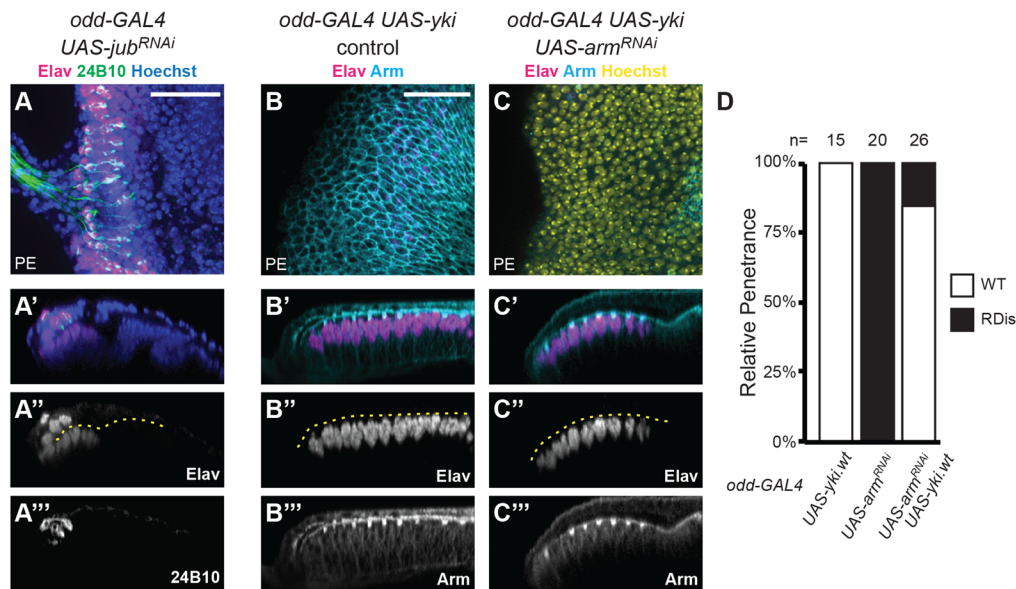 odd-GAL4
UAS-jubRNAi
Elav 24B10 Hoechst
odd-GAL4 UAS-yki
control
Elav Arm
odd-GAL4 UAS-yki
UAS-armRNAi
Elav Arm Hoechst
A
PE
B
PE
C
PE
A'
B'
C'
A''
Elav
B''
Elav
C''
Elav
A'''
24B10
B'''
Arm
C'''
Arm
D
n= 15 20 26
100%
75%
50%
25%
0%
Relative Penetrance
WT
RDis
odd-GAL4
UAS-yki.wt
UAS-armRNAi
UAS-armRNAi
UAS-yki.wt